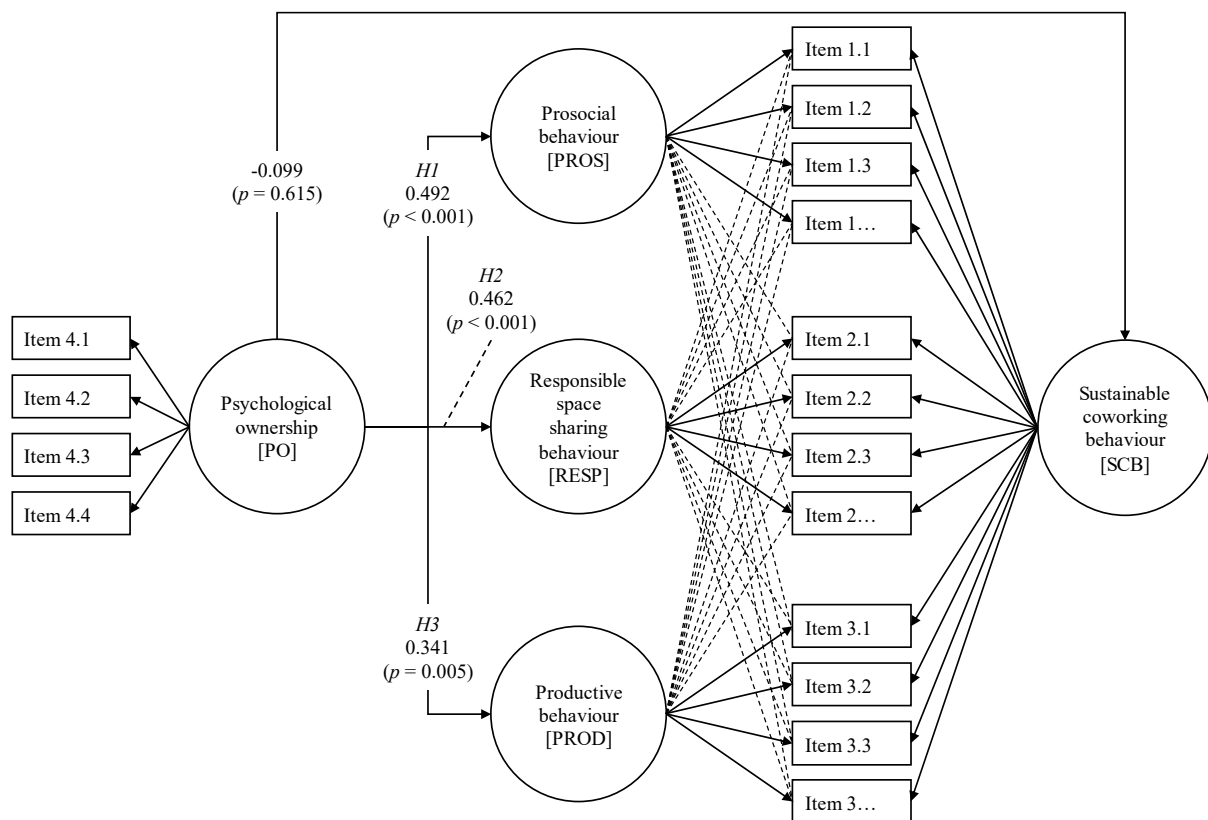 Item 1.1
Item 1.2
Item 1.3
Item 1…
Prosocial
behaviour
[PROS]
-0.099
(p = 0.615)
H1
0.492
(p < 0.001)
H2
0.462
(p < 0.001)
Item 4.1
Item 4.2
Item 4.3
Item 4.4
Psychological
ownership
[PO]
Responsible
space
sharing
behaviour
[RESP]
Item 2.1
Item 2.2
Item 2.3
Item 2…
Sustainable
coworking
behaviour
[SCB]
H3
0.341
(p = 0.005)
Productive
behaviour
[PROD]
Item 3.1
Item 3.2
Item 3.3
Item 3…